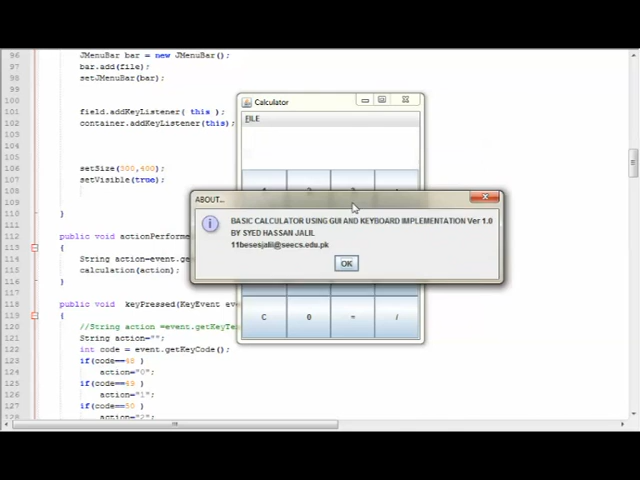 96 JMenuBar bar = new JMenuBar();
97 bar.add(file);
98 setJMenuBar(bar);
99
100
101 field.addKeyListener( this );
102 container.addKeyListener(this);
103
104
105
106 setSize(300,400);
107 setVisible(true);
108
109
110 }
111
112 public void actionPerforme
113 {
114 String action=event.ge
115 calculation(action);
116 }
117
118 public void keyPressed(KeyEvent eve
119 {
120 //String action =event.getKeyTe
121 String action="";
122 int code = event.getKeyCode();
123 if(code==48 )
124 action="0";
125 if(code==49 )
126 action="1";
127 if(code==50 )
128 action="2";
Calculator
FILE
ABOUT...
BASIC CALCULATOR USING GUI AND KEYBOARD IMPLEMENTATION Ver 1.0
BY SYED HASSAN JALIL
11besesjalil@seecs.edu.pk
OK
C 0 = /